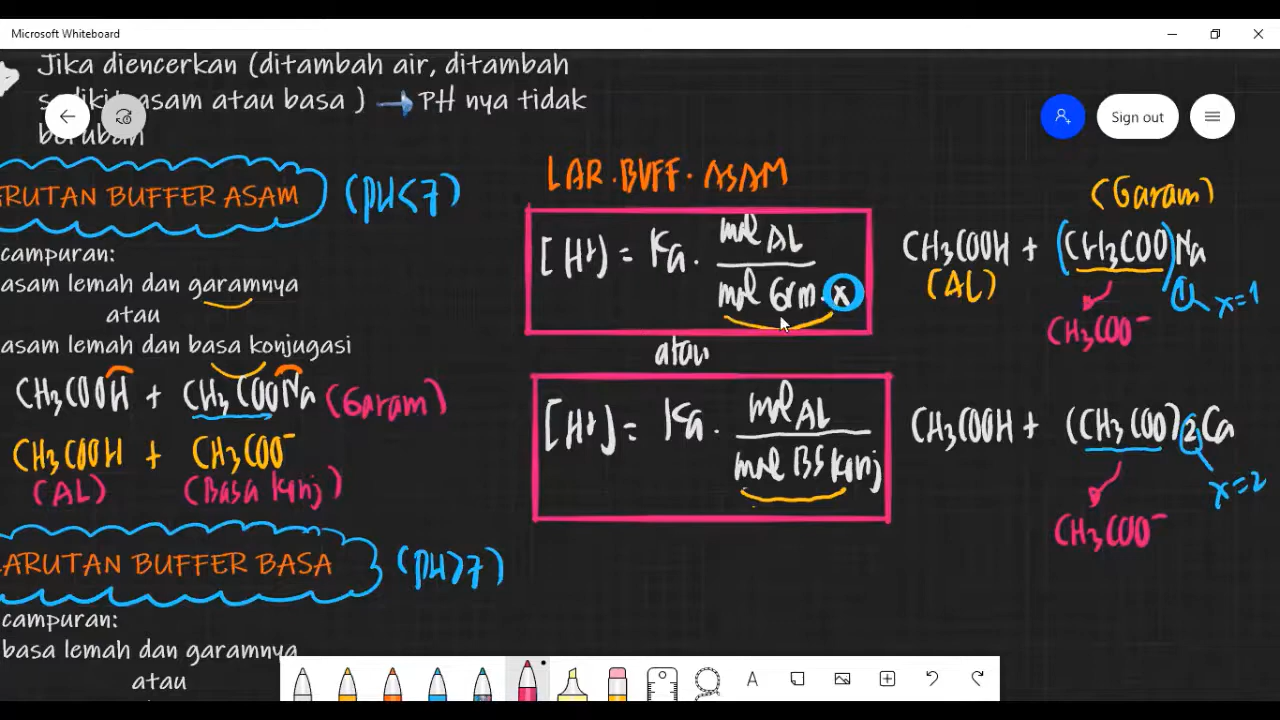 Microsoft Whiteboard
Jika diencerkan (ditambah air, ditambah
asam atau basa ) → PH nya tidak
Sign out
ARUTAN BUFFER ASAM (PH<7)
campuran:
asam lemah dan garamnya
atau
asam lemah dan basa konjugasi
CH3COOH + CH3COONa (Garam)
CH3COOH + CH3COO⁻
(AL) (Basa Konj)
LARUTAN BUFFER BASA (PH>7)
campuran:
basa lemah dan garamnya
atau
LAR.BUFF.ASAM
[H+) = Ka . mol AL
mol Grm . x
atau
[H+) = Ka . mol AL
mol BS Konj
(Garam)
CH3COOH + (CH3COO)Na
(AL) 1 x=1
CH3COO⁻
CH3COOH + (CH3COO)2Ca
x=2
CH3COO⁻
A